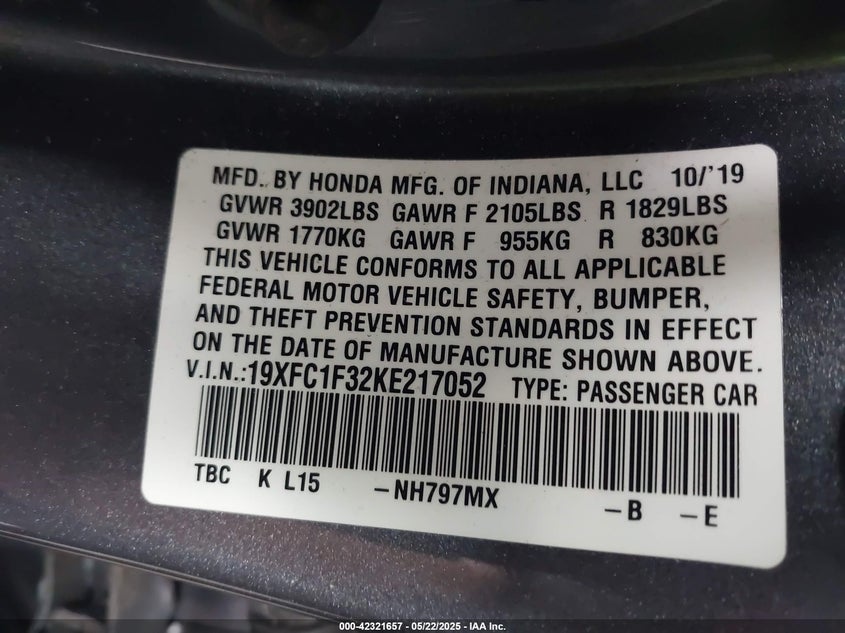 MFD. BY HONDA MFG. OF INDIANA, LLC 10/'19
GVWR 3902LBS GAWR F 2105LBS R 1829LBS
GVWR 1770KG GAWR F 955KG R 830KG
THIS VEHICLE CONFORMS TO ALL APPLICABLE
FEDERAL MOTOR VEHICLE SAFETY, BUMPER,
AND THEFT PREVENTION STANDARDS IN EFFECT
ON THE DATE OF MANUFACTURE SHOWN ABOVE.
V.I.N.:19XFC1F32KE217052 TYPE: PASSENGER CAR
TBC K L15 -NH797MX -B -E
000-42321657 - 05/22/2025 - IAA Inc.